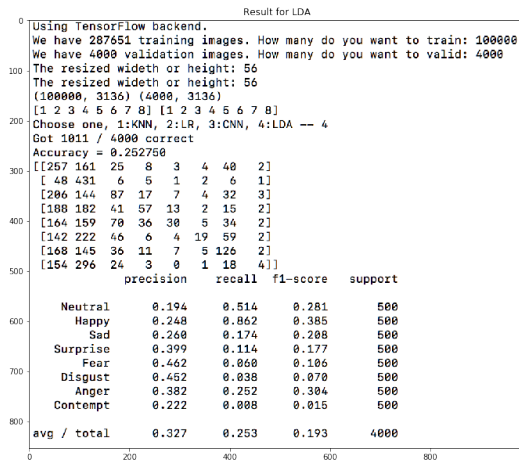 Result for LDA
Using TensorFlow backend.
We have 287651 training images. How many do you want to train: 100000
We have 4000 validation images. How many do you want to valid: 4000
The resized wideth or height: 56
The resized wideth or height: 56
(100000, 3136) (4000, 3136)
[1 2 3 4 5 6 7 8] [1 2 3 4 5 6 7 8]
Choose one, 1:KNN, 2:LR, 3:CNN, 4:LDA -- 4
Got 1011 / 4000 correct
Accuracy = 0.252750
[[257 161 25 8 3 4 40 2]
[ 48 431 6 5 1 2 6 1]
[206 144 87 17 7 4 32 3]
[188 182 41 57 13 2 15 2]
[164 159 70 36 30 5 34 2]
[142 222 46 6 4 19 59 2]
[168 145 36 11 7 5 126 2]
[154 296 24 3 0 1 18 4]]
precision recall f1-score support
Neutral 0.194 0.514 0.281 500
Happy 0.248 0.862 0.385 500
Sad 0.260 0.174 0.208 500
Surprise 0.399 0.114 0.177 500
Fear 0.462 0.060 0.106 500
Disgust 0.452 0.038 0.070 500
Anger 0.382 0.252 0.304 500
Contempt 0.222 0.008 0.015 500
avg / total 0.327 0.253 0.193 4000
0
100
200
300
400
500
600
700
800
0 200 400 600 800